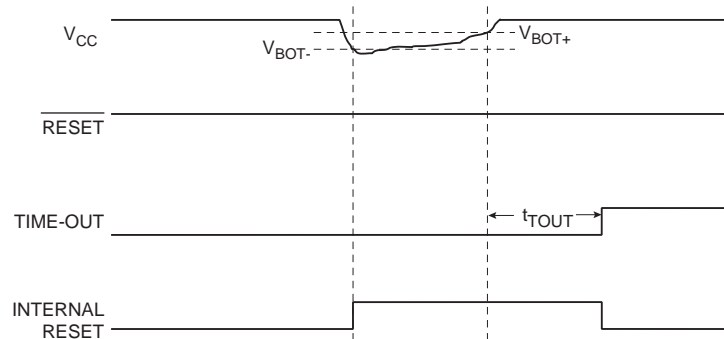 VCC
VBOT-
VBOT+
RESET
TIME-OUT
tTOUT
INTERNAL
RESET